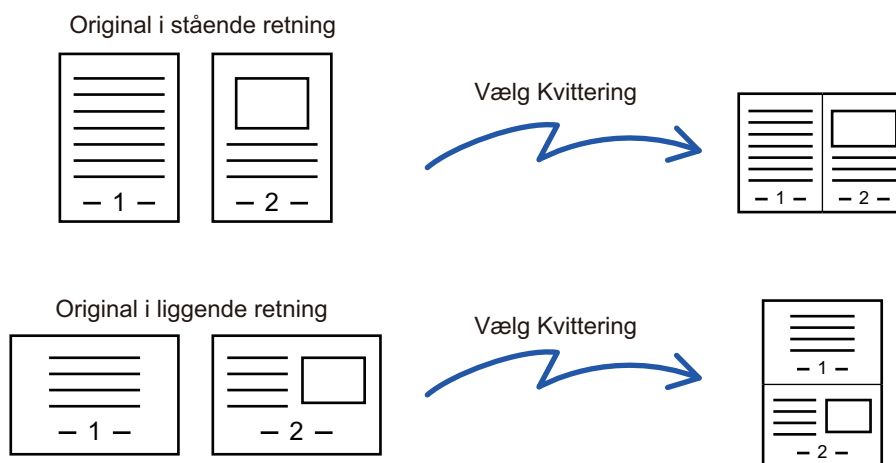 Original i stående retning
Vælg Kvittering
– 1 –
– 2 –
– 1 –
– 2 –
Original i liggende retning
Vælg Kvittering
– 1 –
– 2 –
– 1 –
– 2 –